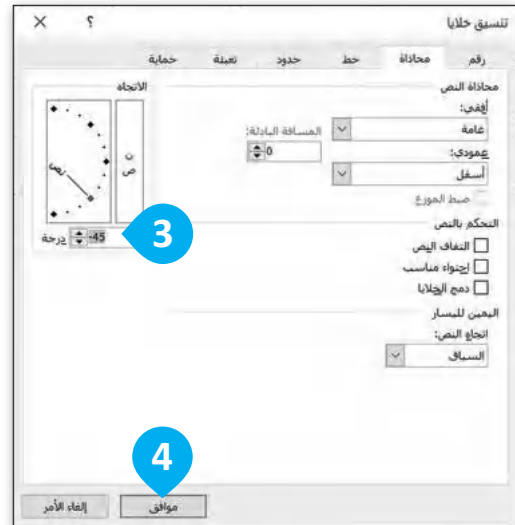 تنسيق خلايا
؟ ×
رقم محاذاة خط حدود تعبئة حماية
محاذاة النص
أفقي:
عامة
المسافة البادئة:
0
عمودي:
أسفل
ضبط الموزع
التحكم بالنص
التفاف النص
احتواء مناسب
دمج الخلايا
اليمين لليسار
اتجاه النص:
السياق
الاتجاه
ن
ص
نص
-45 درجة
3
4
موافق
إلغاء الأمر